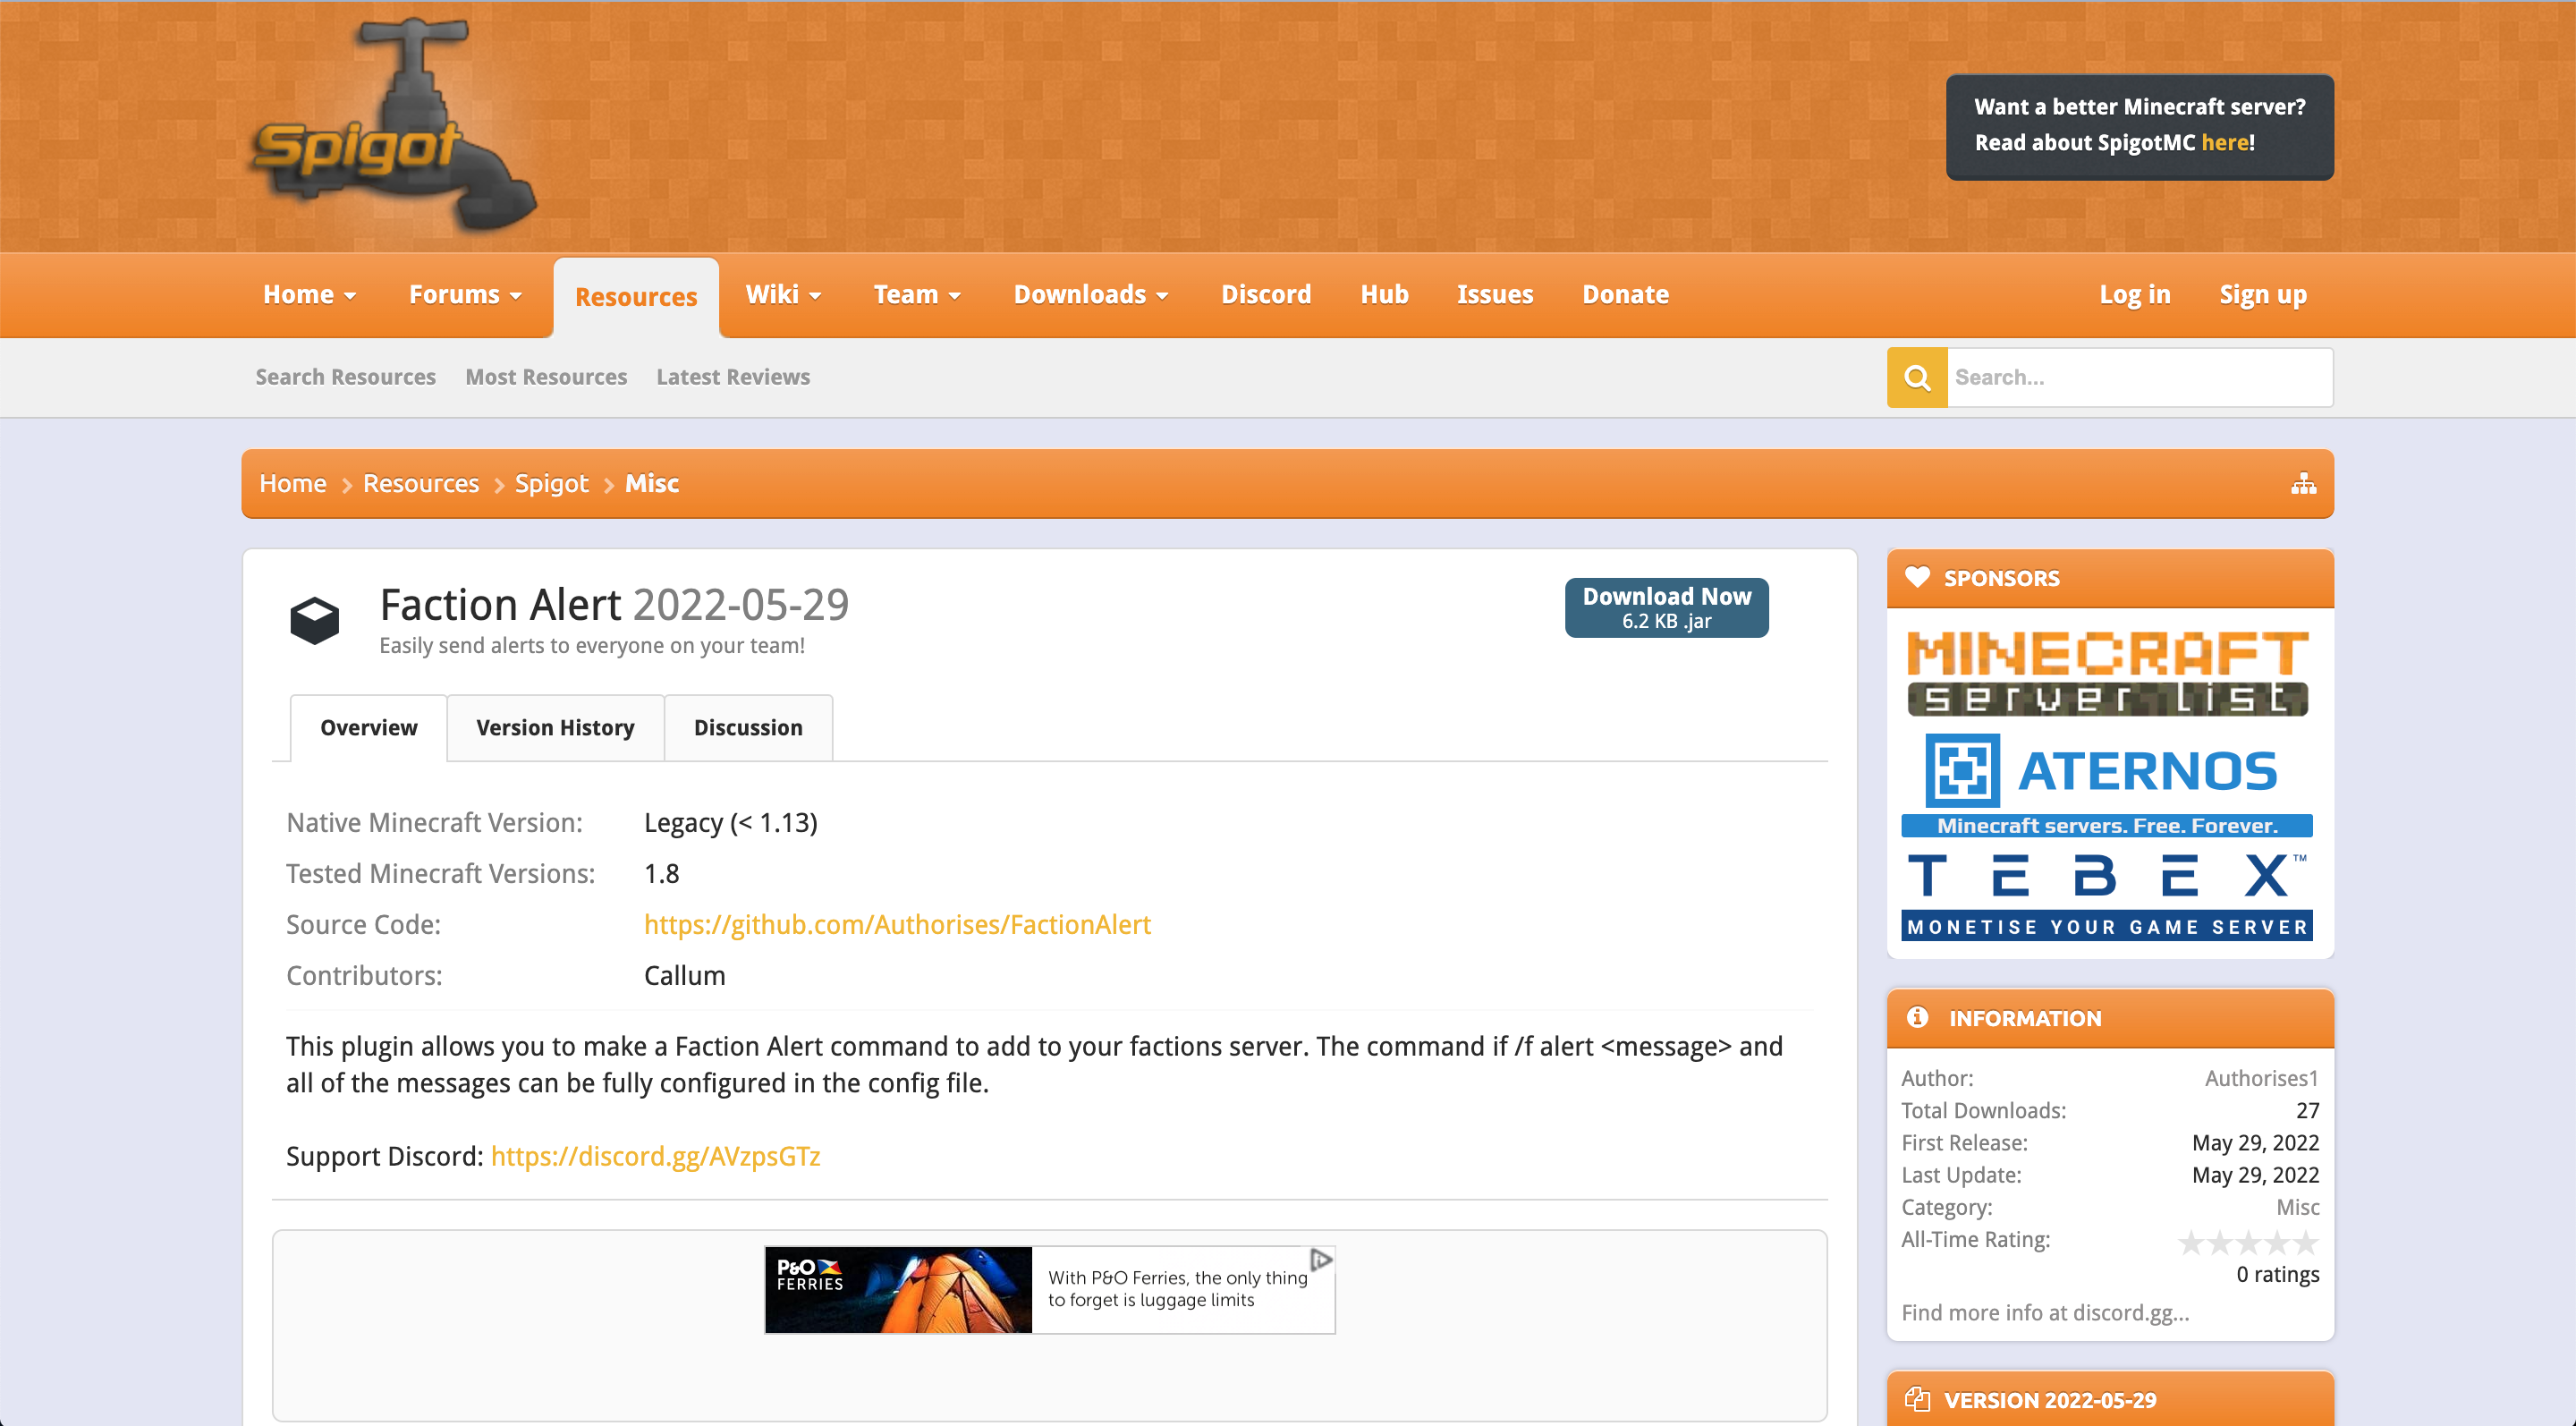 Spigot
Want a better Minecraft server?
Read about SpigotMC here!
Home
Forums
Resources
Wiki
Team
Downloads
Discord
Hub
Issues
Donate
Log in
Sign up
Search Resources
Most Resources
Latest Reviews
Search...
Home
Resources
Spigot
Misc
Faction Alert 2022-05-29
Easily send alerts to everyone on your team!
Download Now
6.2 KB .jar
Overview
Version History
Discussion
Native Minecraft Version: Legacy (< 1.13)
Tested Minecraft Versions: 1.8
Source Code: https://github.com/Authorises/FactionAlert
Contributors: Callum
This plugin allows you to make a Faction Alert command to add to your factions server. The command if /f alert <message> and
all of the messages can be fully configured in the config file.
Support Discord: https://discord.gg/AVzpsGTz
P&O
FERRIES
With P&O Ferries, the only thing
to forget is luggage limits
SPONSORS
MINECRAFT
server list
ATERNOS
Minecraft servers. Free. Forever.
TEBEX™
MONETISE YOUR GAME SERVER
INFORMATION
Author: Authorises1
Total Downloads: 27
First Release: May 29, 2022
Last Update: May 29, 2022
Category: Misc
All-Time Rating:
0 ratings
Find more info at discord.gg...
VERSION 2022-05-29